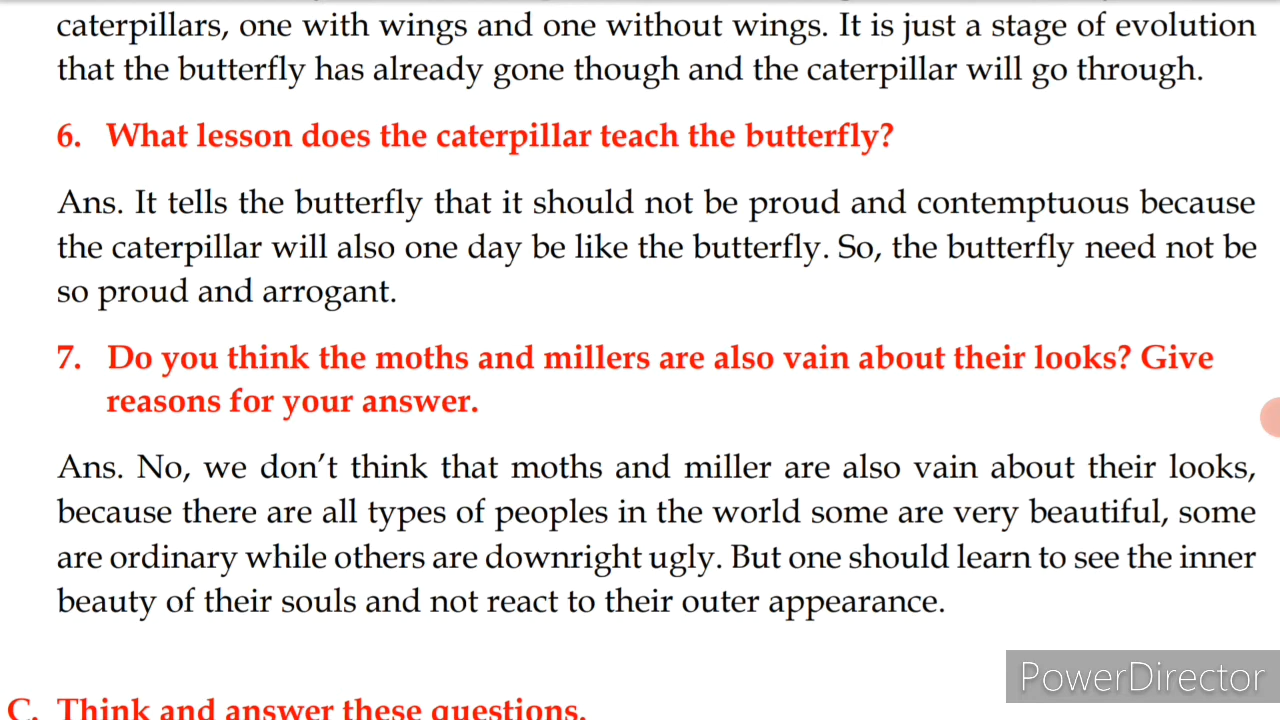 caterpillars, one with wings and one without wings. It is just a stage of evolution
that the butterfly has already gone though and the caterpillar will go through.
6. What lesson does the caterpillar teach the butterfly?
Ans. It tells the butterfly that it should not be proud and contemptuous because
the caterpillar will also one day be like the butterfly. So, the butterfly need not be
so proud and arrogant.
7. Do you think the moths and millers are also vain about their looks? Give
reasons for your answer.
Ans. No, we don't think that moths and miller are also vain about their looks,
because there are all types of peoples in the world some are very beautiful, some
are ordinary while others are downright ugly. But one should learn to see the inner
beauty of their souls and not react to their outer appearance.
PowerDirector
C. Think and answer these questions.